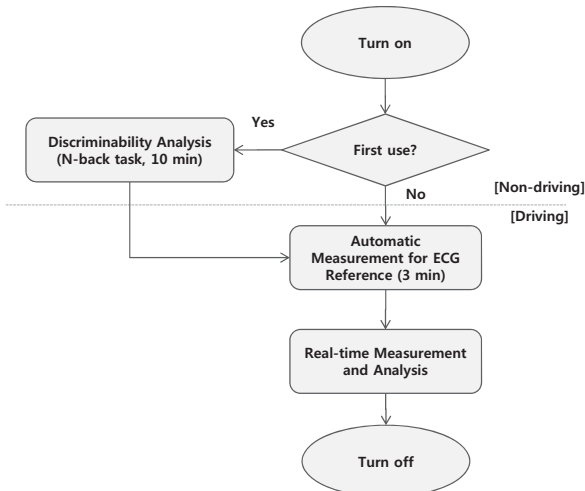 Turn on
Yes
Discriminability Analysis
(N-back task, 10 min)
First use?
No
[Non-driving]
[Driving]
Automatic
Measurement for ECG
Reference (3 min)
Real-time Measurement
and Analysis
Turn off